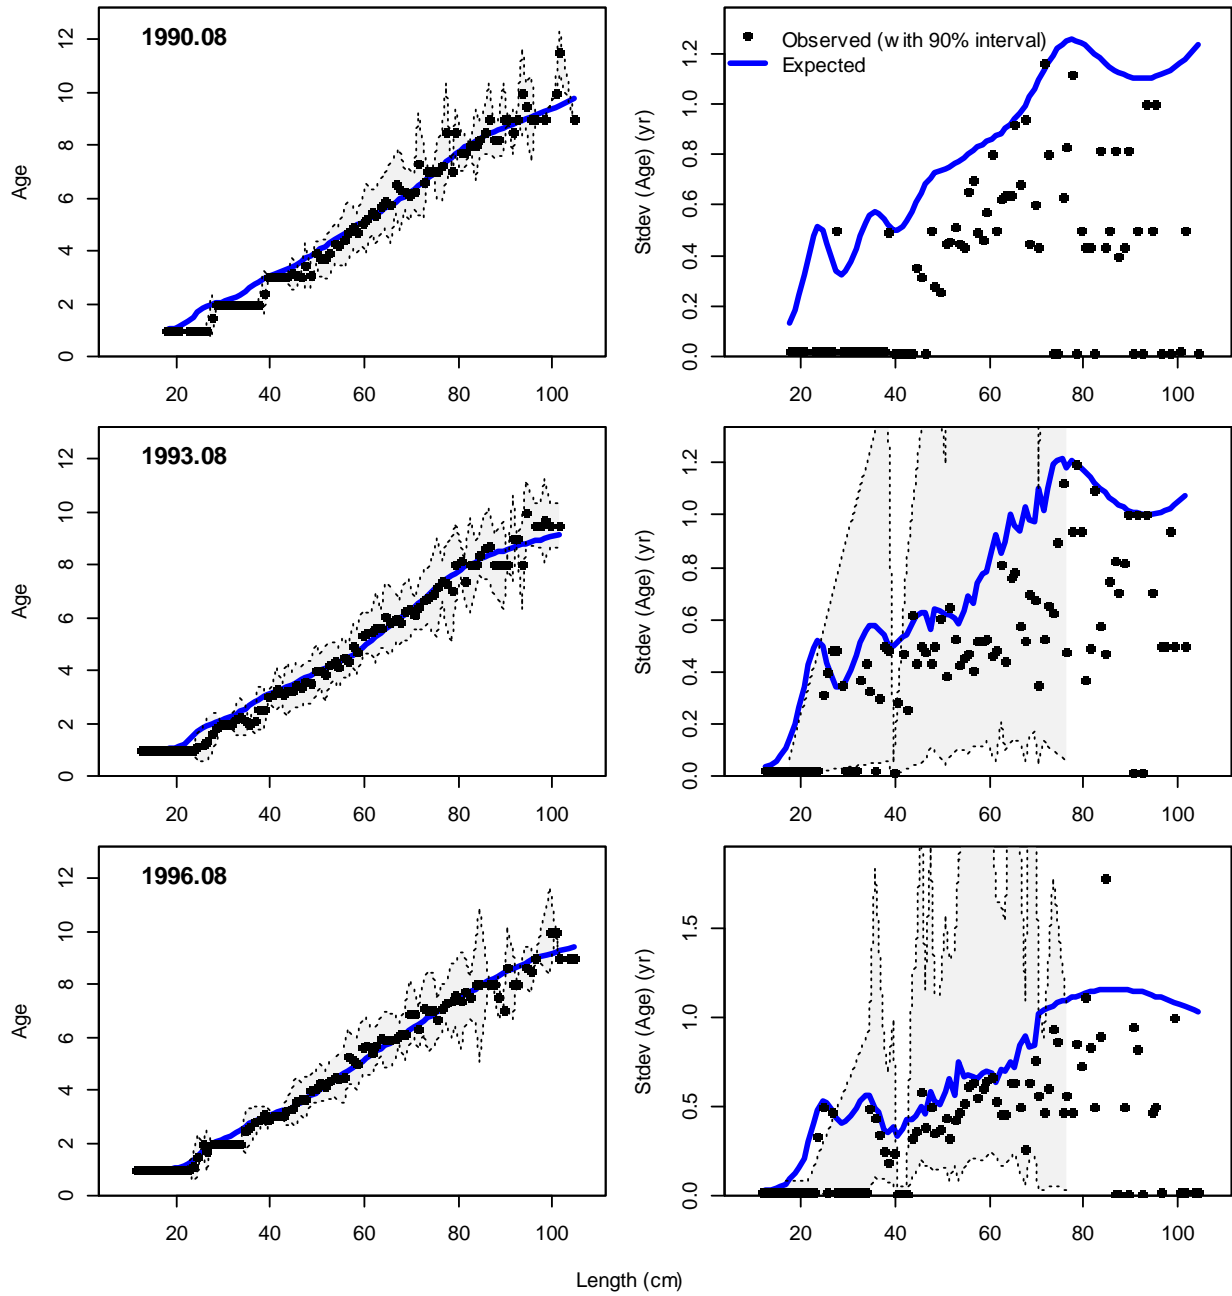 1990.08
Age
0 2 4 6 8 10 12
20 40 60 80 100
Observed (with 90% interval)
Expected
Stdev (Age) (yr)
0.0 0.2 0.4 0.6 0.8 1.0 1.2
20 40 60 80 100
1993.08
Age
0 2 4 6 8 10 12
20 40 60 80 100
Stdev (Age) (yr)
0.0 0.2 0.4 0.6 0.8 1.0 1.2
20 40 60 80 100
1996.08
Age
0 2 4 6 8 10 12
20 40 60 80 100
Stdev (Age) (yr)
0.0 0.5 1.0 1.5
20 40 60 80 100
Length (cm)